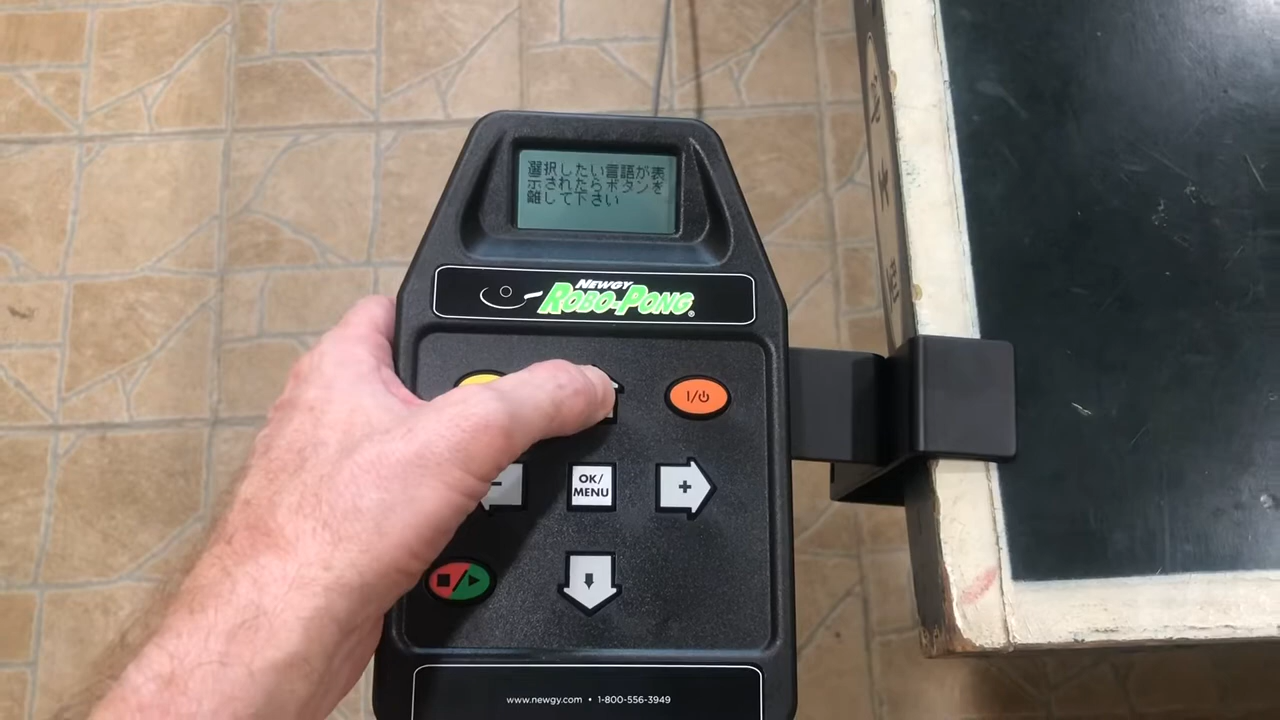 選択したい言語が表
示されたらボタンを
離して下さい
NEWGY
ROBO-PONG®
I/⏻
-
OK/
MENU
+
www.newgy.com • 1-800-556-3949